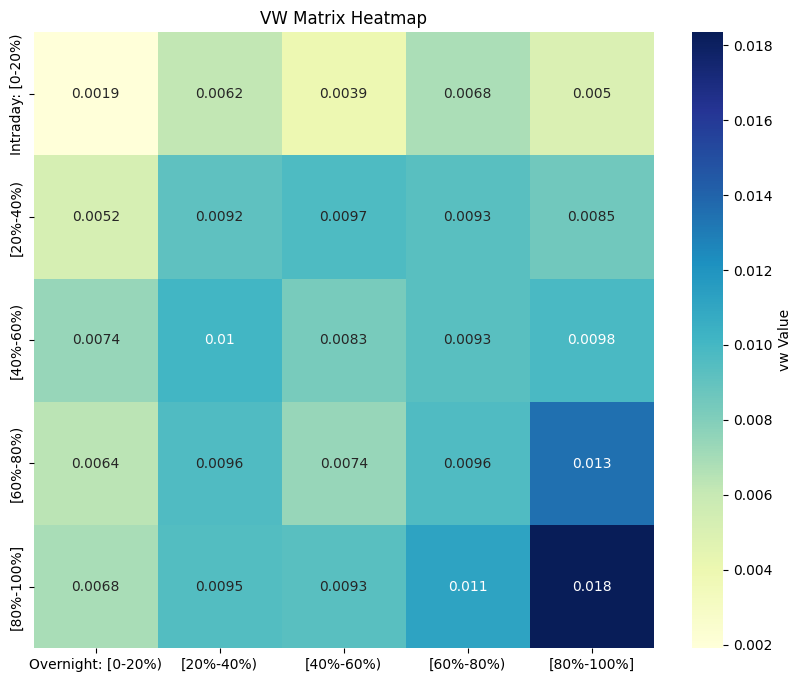 VW Matrix Heatmap
Intraday: [0-20%)
0.0019 0.0062 0.0039 0.0068 0.005
[20%-40%)
0.0052 0.0092 0.0097 0.0093 0.0085
[40%-60%)
0.0074 0.01 0.0083 0.0093 0.0098
[60%-80%)
0.0064 0.0096 0.0074 0.0096 0.013
[80%-100%]
0.0068 0.0095 0.0093 0.011 0.018
Overnight: [0-20%) [20%-40%) [40%-60%) [60%-80%) [80%-100%]
0.018
0.016
0.014
0.012
0.010
0.008
0.006
0.004
0.002
vw Value